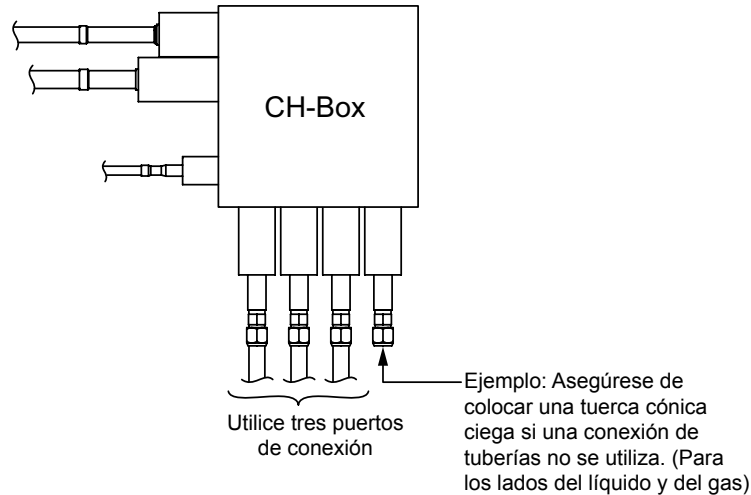 CH-Box
Utilice tres puertos
de conexión
Ejemplo: Asegúrese de
colocar una tuerca cónica
ciega si una conexión de
tuberías no se utiliza. (Para
los lados del líquido y del gas)